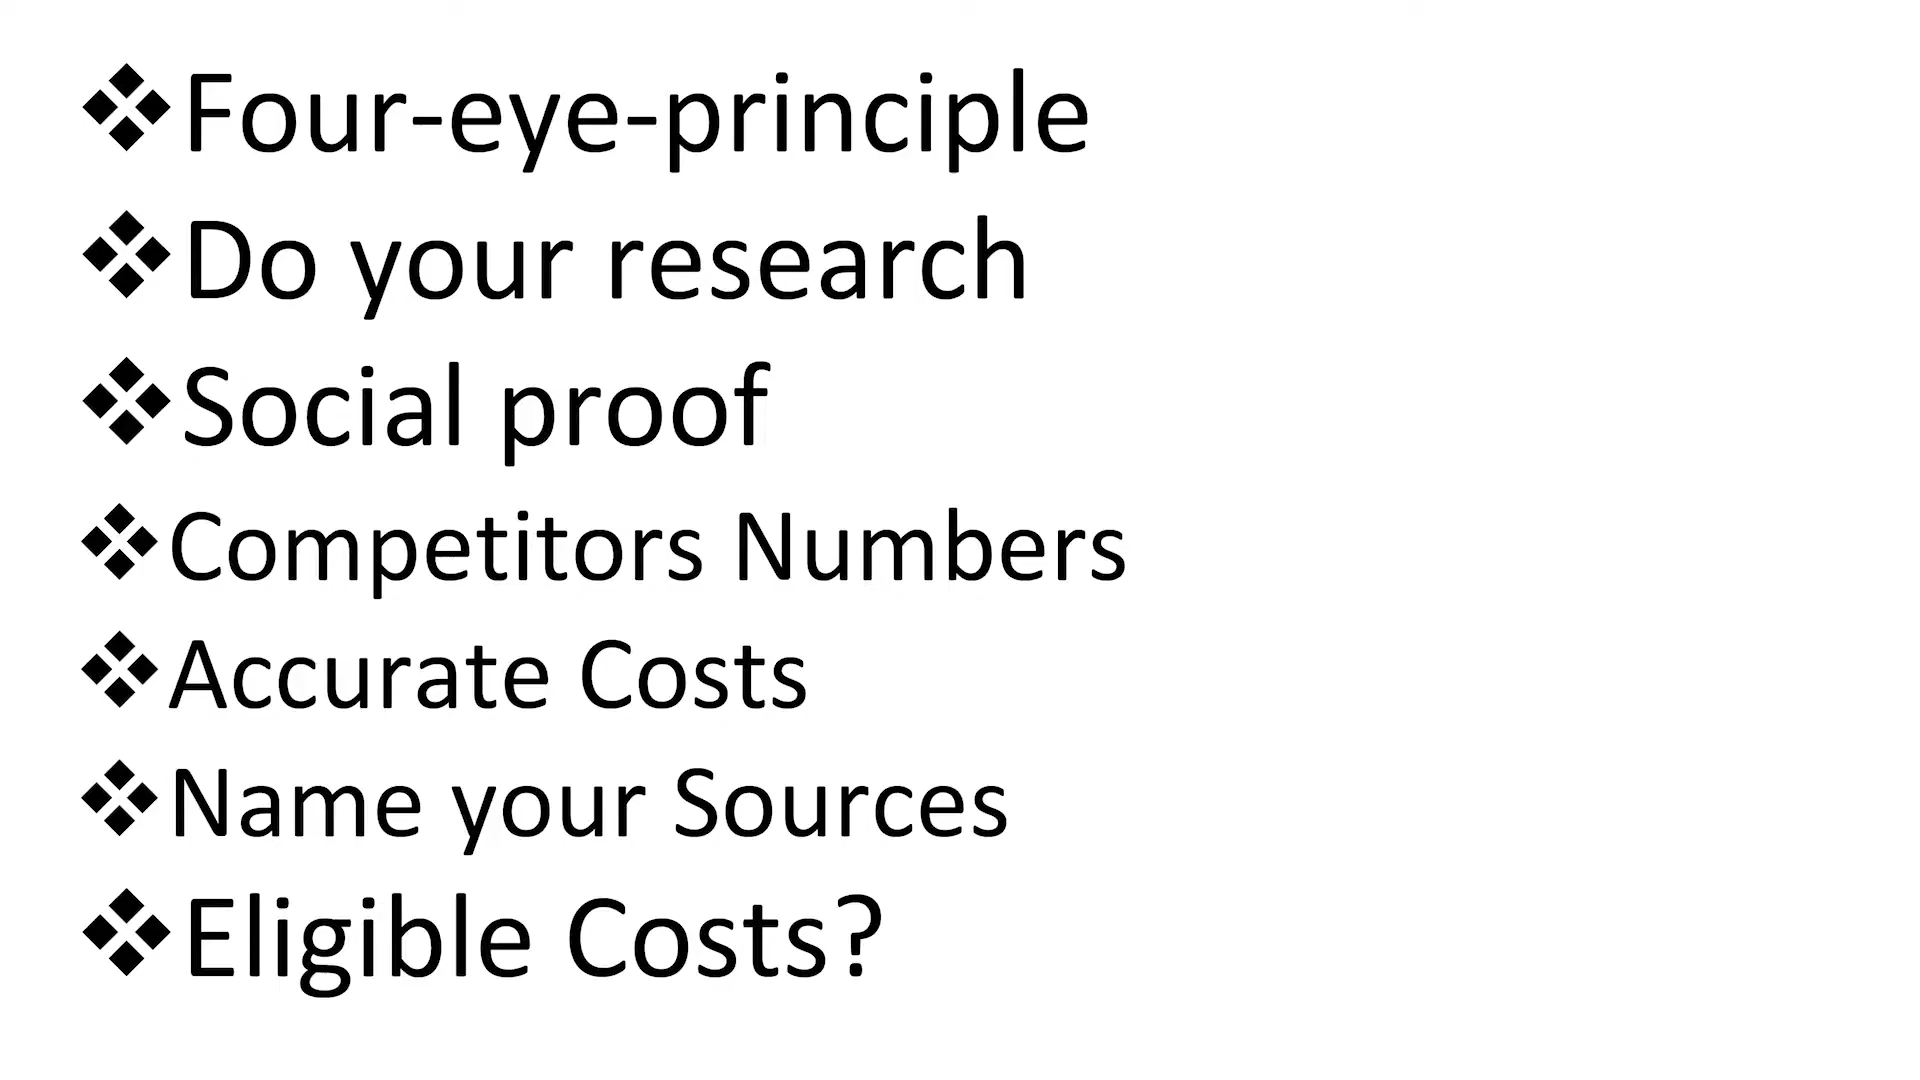 ❖Four-eye-principle
❖Do your research
❖Social proof
❖Competitors Numbers
❖Accurate Costs
❖Name your Sources
❖Eligible Costs?